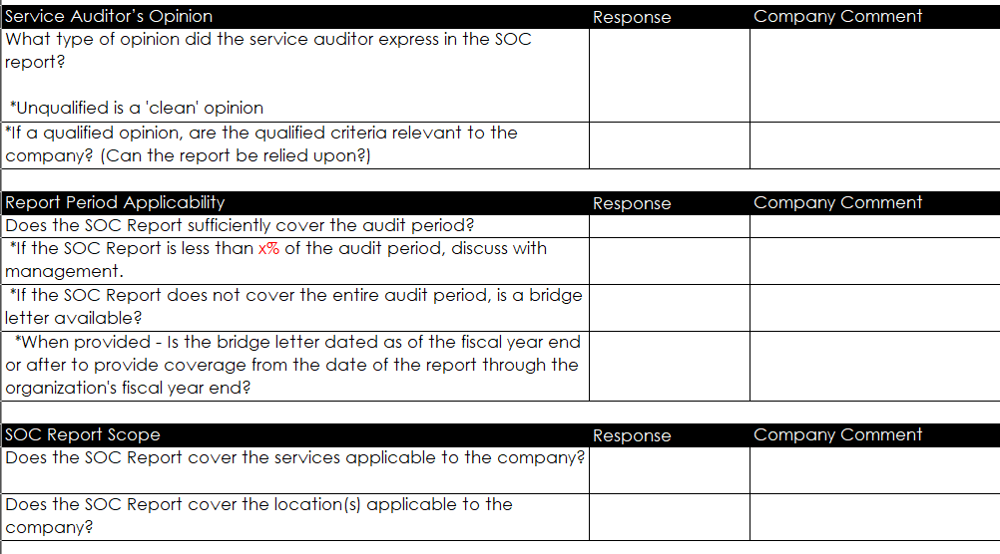 Service Auditor's Opinion Response Company Comment
What type of opinion did the service auditor express in the SOC
report?
*Unqualified is a 'clean' opinion
*If a qualified opinion, are the qualified criteria relevant to the
company? (Can the report be relied upon?)
Report Period Applicability Response Company Comment
Does the SOC Report sufficiently cover the audit period?
*If the SOC Report is less than x% of the audit period, discuss with
management.
*If the SOC Report does not cover the entire audit period, is a bridge
letter available?
*When provided - Is the bridge letter dated as of the fiscal year end
or after to provide coverage from the date of the report through the
organization's fiscal year end?
SOC Report Scope Response Company Comment
Does the SOC Report cover the services applicable to the company?
Does the SOC Report cover the location(s) applicable to the
company?